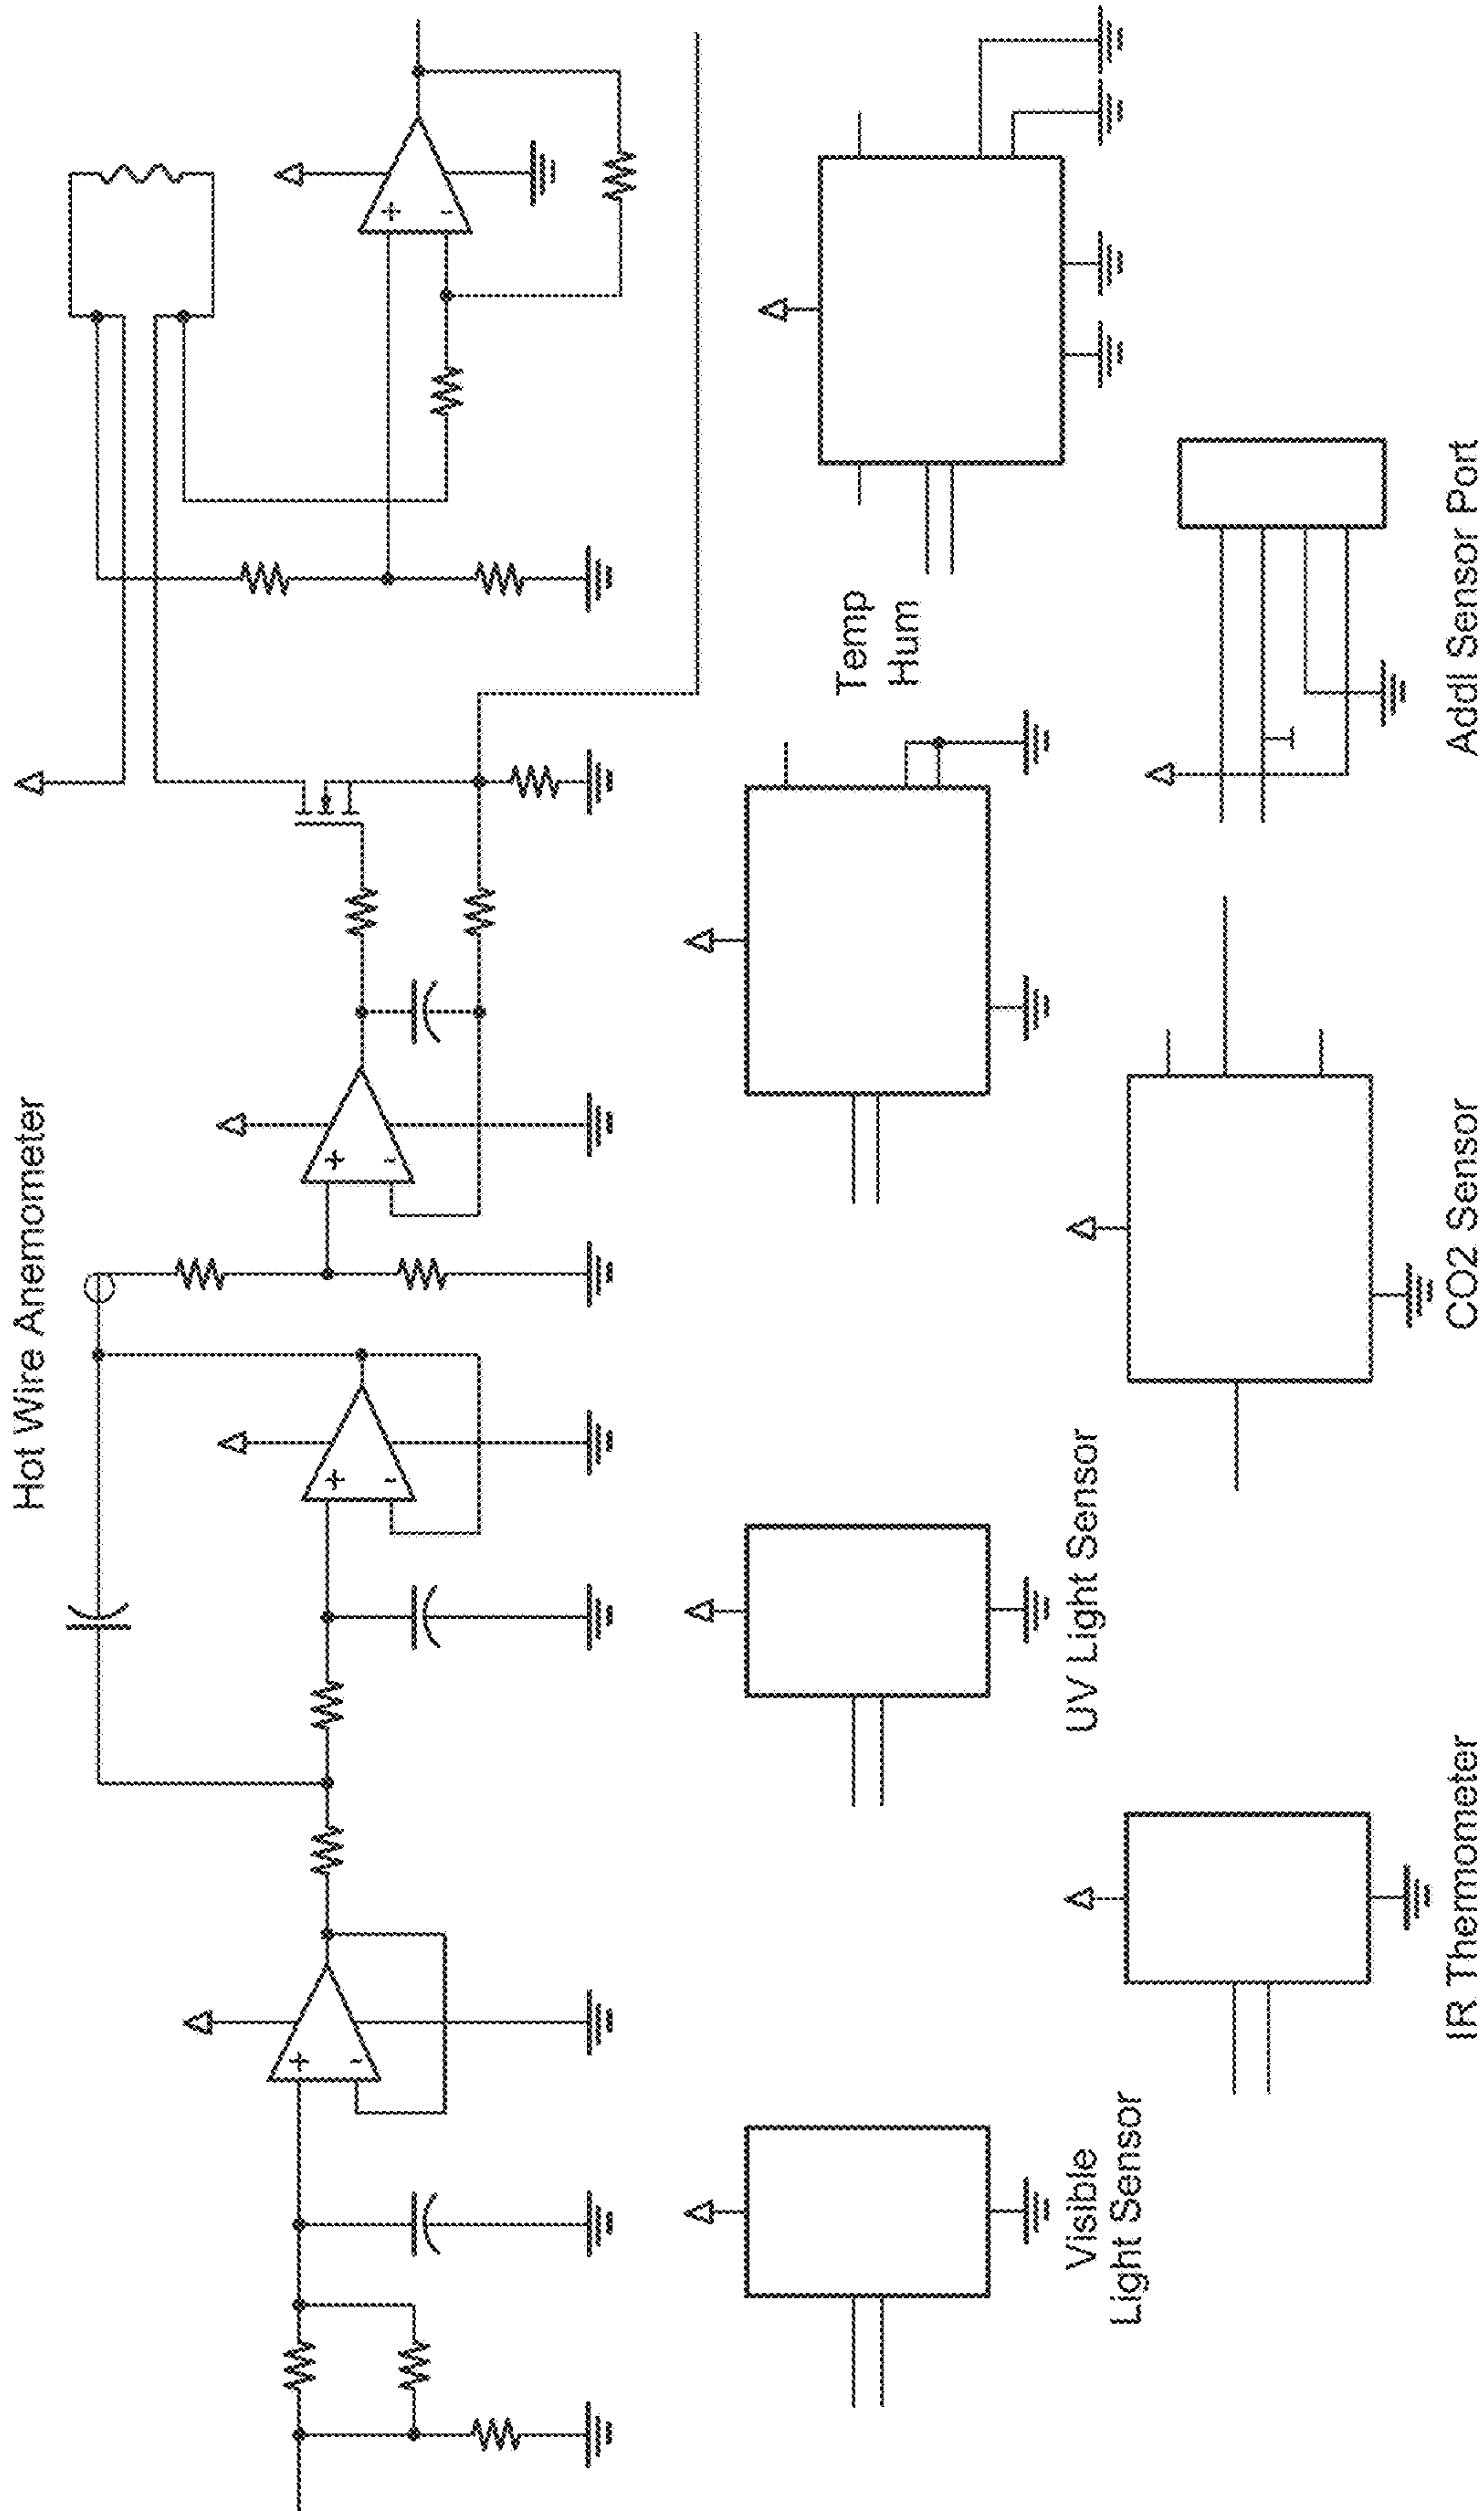 Hot Wire Anemometer
+
-
+
-
+
-
+
-
Visible
Light Sensor
UV Light Sensor
Temp
Hum
IR Thermometer
CO2 Sensor
Addl Sensor Port